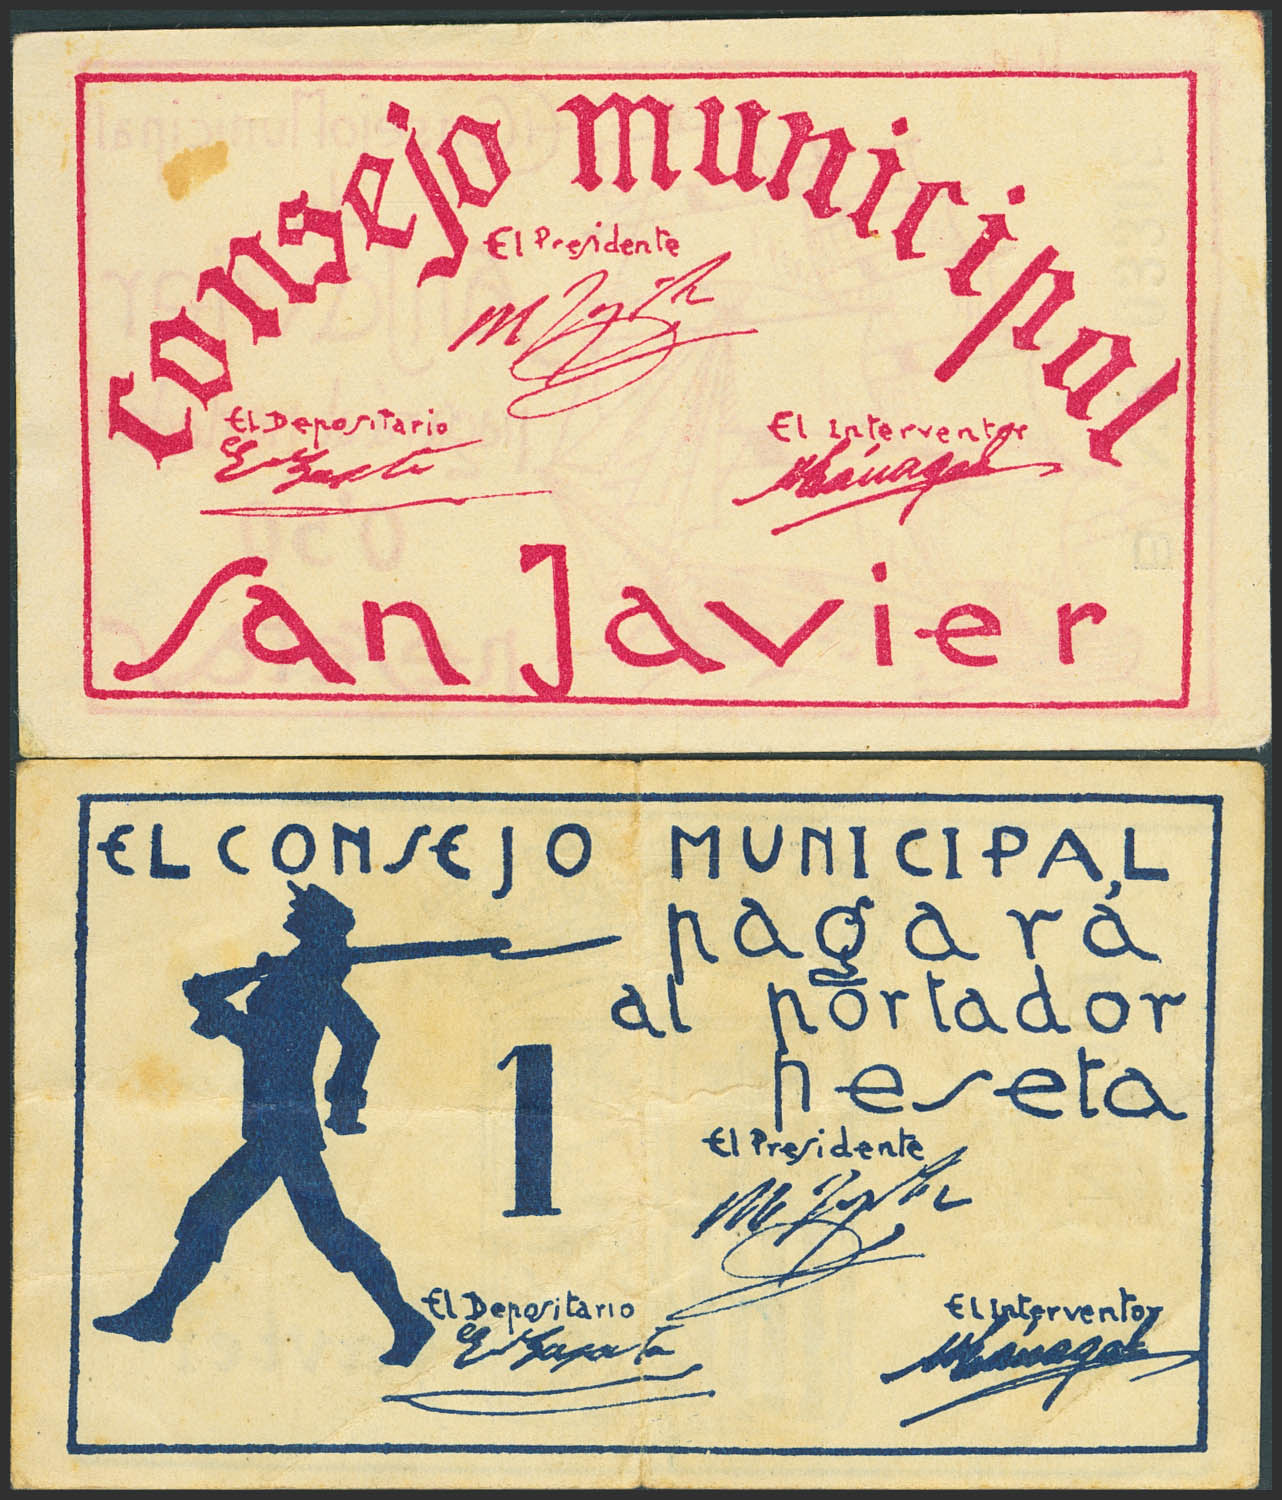 Consejo municipal
El Presidente
El Depositario
El Interventor
San Javier
EL CONSEJO MUNICIPAL
pagará
al portador
1 peseta
El Presidente
El Depositario
El Interventor